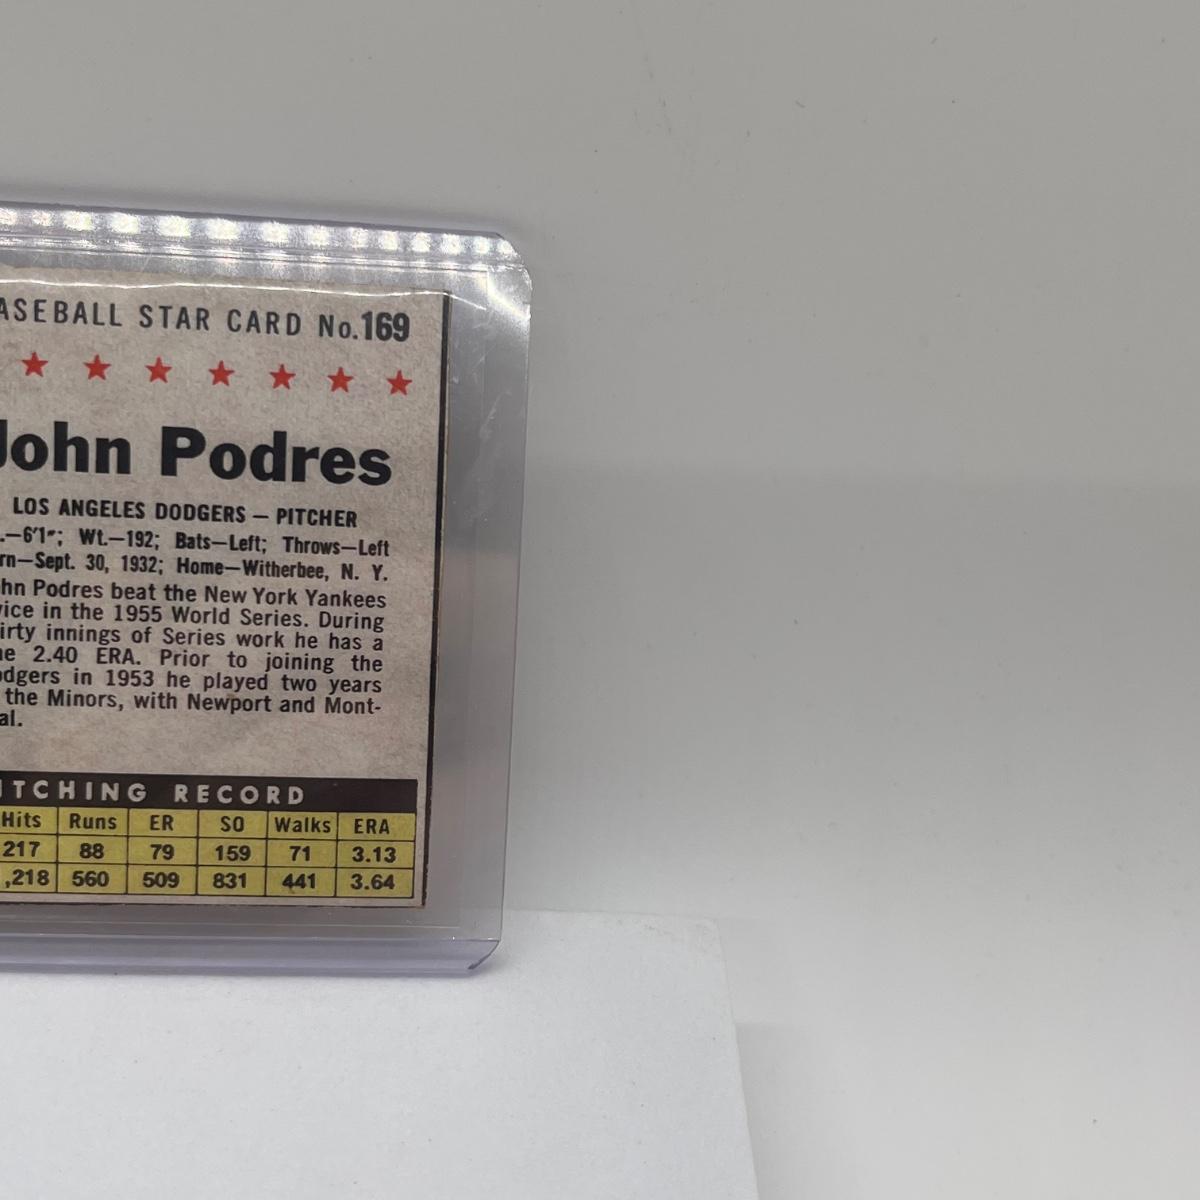 ASEBALL STAR CARD No.169
John Podres
LOS ANGELES DODGERS — PITCHER
.—6'1"; Wt.—192; Bats—Left; Throws—Left
rn—Sept. 30, 1932; Home—Witherbee, N. Y.
hn Podres beat the New York Yankees
ice in the 1955 World Series. During
irty innings of Series work he has a
ne 2.40 ERA. Prior to joining the
odgers in 1953 he played two years
the Minors, with Newport and Mont-
al.
ITCHING RECORD
Hits Runs ER SO Walks ERA
217 88 79 159 71 3.13
,218 560 509 831 441 3.64